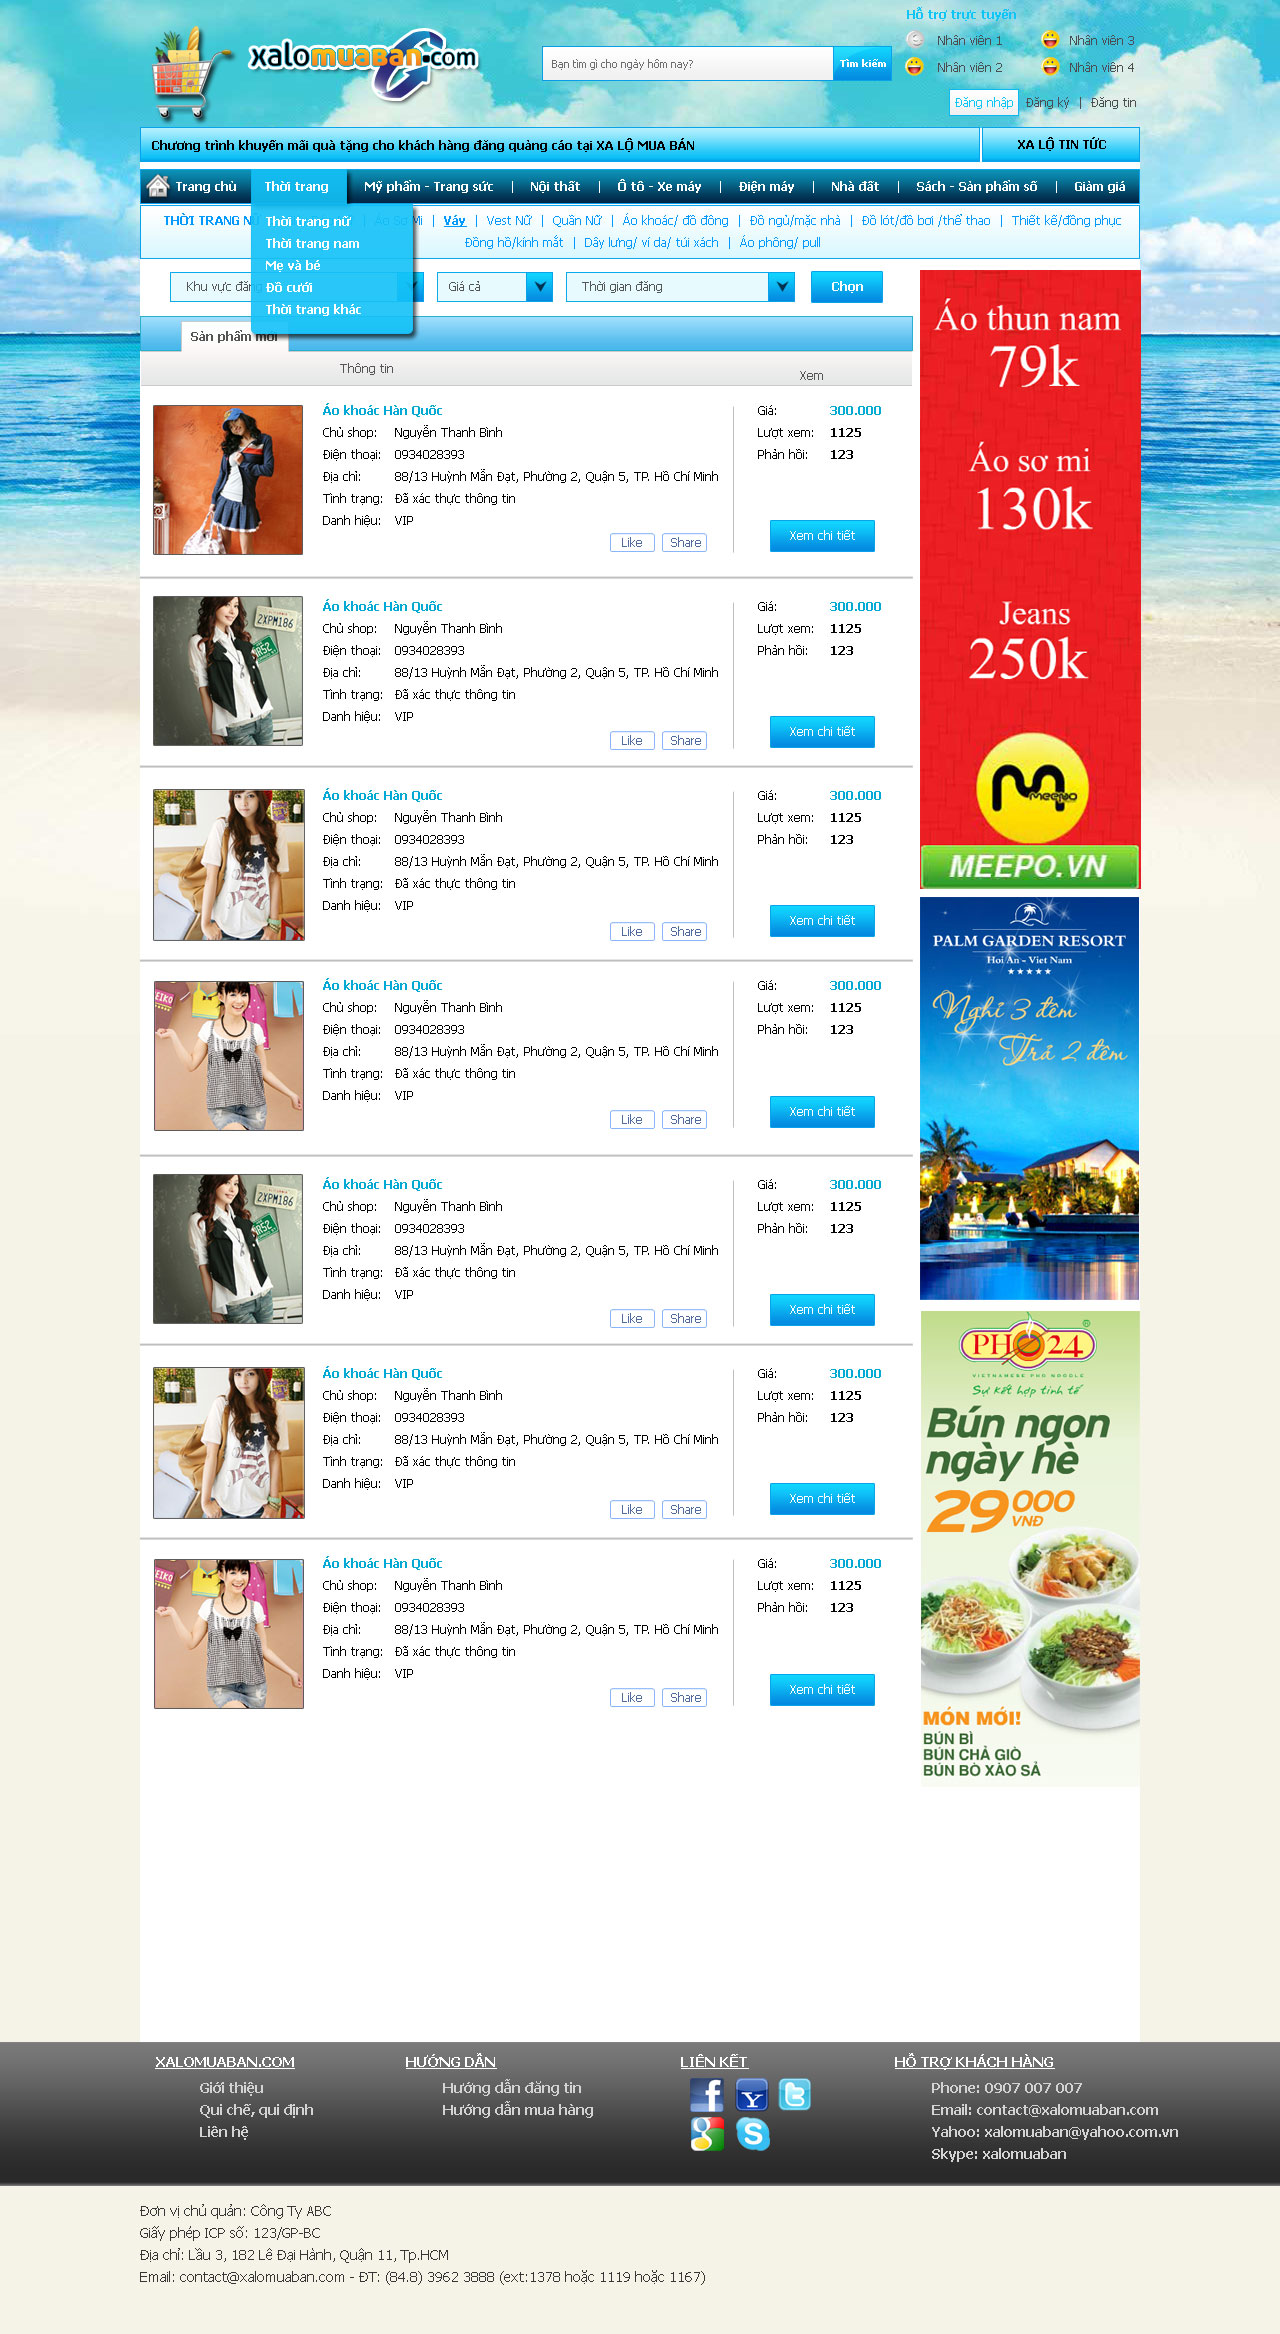 Hỗ trợ trực tuyến
Nhân viên 1
Nhân viên 3
Nhân viên 2
Nhân viên 4
xalomuaban.com
Bạn tìm gì cho ngày hôm nay?
Tìm kiếm
Đăng nhập Đăng ký | Đăng tin
Chương trình khuyến mãi quà tặng cho khách hàng đăng quảng cáo tại XA LỘ MUA BÁN
XA LỘ TIN TỨC
Trang chủ Thời trang Mỹ phẩm - Trang sức | Nội thất | Ô tô - Xe máy | Điện máy | Nhà đất | Sách - Sản phẩm số | Giảm giá
THỜI TRANG NỮ | Áo Sơ Mi | Váy | Vest Nữ | Quần Nữ | Áo khoác/ đồ đông | Đồ ngủ/mặc nhà | Đồ lót/đồ bơi /thể thao | Thiết kế/đồng phục
Đồng hồ/kính mắt | Dây lưng/ ví da/ túi xách | Áo phông/ pull
Thời trang nữ
Thời trang nam
Mẹ và bé
Đồ cưới
Thời trang khác
Khu vực đăng
Giá cả
Thời gian đăng
Chọn
Sản phẩm mới
Thông tin
Xem
Áo khoác Hàn Quốc
Chủ shop: Nguyễn Thanh Bình
Điện thoại: 0934028393
Địa chỉ: 88/13 Huỳnh Mẫn Đạt, Phường 2, Quận 5, TP. Hồ Chí Minh
Tình trạng: Đã xác thực thông tin
Danh hiệu: VIP
Like Share
Giá: 300.000
Lượt xem: 1125
Phản hồi: 123
Xem chi tiết
2XPM186
IR52
Áo khoác Hàn Quốc
Chủ shop: Nguyễn Thanh Bình
Điện thoại: 0934028393
Địa chỉ: 88/13 Huỳnh Mẫn Đạt, Phường 2, Quận 5, TP. Hồ Chí Minh
Tình trạng: Đã xác thực thông tin
Danh hiệu: VIP
Like Share
Giá: 300.000
Lượt xem: 1125
Phản hồi: 123
Xem chi tiết
Áo khoác Hàn Quốc
Chủ shop: Nguyễn Thanh Bình
Điện thoại: 0934028393
Địa chỉ: 88/13 Huỳnh Mẫn Đạt, Phường 2, Quận 5, TP. Hồ Chí Minh
Tình trạng: Đã xác thực thông tin
Danh hiệu: VIP
Like Share
Giá: 300.000
Lượt xem: 1125
Phản hồi: 123
Xem chi tiết
EIKO
Áo khoác Hàn Quốc
Chủ shop: Nguyễn Thanh Bình
Điện thoại: 0934028393
Địa chỉ: 88/13 Huỳnh Mẫn Đạt, Phường 2, Quận 5, TP. Hồ Chí Minh
Tình trạng: Đã xác thực thông tin
Danh hiệu: VIP
Like Share
Giá: 300.000
Lượt xem: 1125
Phản hồi: 123
Xem chi tiết
2XPM186
IR52
Áo khoác Hàn Quốc
Chủ shop: Nguyễn Thanh Bình
Điện thoại: 0934028393
Địa chỉ: 88/13 Huỳnh Mẫn Đạt, Phường 2, Quận 5, TP. Hồ Chí Minh
Tình trạng: Đã xác thực thông tin
Danh hiệu: VIP
Like Share
Giá: 300.000
Lượt xem: 1125
Phản hồi: 123
Xem chi tiết
Áo khoác Hàn Quốc
Chủ shop: Nguyễn Thanh Bình
Điện thoại: 0934028393
Địa chỉ: 88/13 Huỳnh Mẫn Đạt, Phường 2, Quận 5, TP. Hồ Chí Minh
Tình trạng: Đã xác thực thông tin
Danh hiệu: VIP
Like Share
Giá: 300.000
Lượt xem: 1125
Phản hồi: 123
Xem chi tiết
EIKO
Áo khoác Hàn Quốc
Chủ shop: Nguyễn Thanh Bình
Điện thoại: 0934028393
Địa chỉ: 88/13 Huỳnh Mẫn Đạt, Phường 2, Quận 5, TP. Hồ Chí Minh
Tình trạng: Đã xác thực thông tin
Danh hiệu: VIP
Like Share
Giá: 300.000
Lượt xem: 1125
Phản hồi: 123
Xem chi tiết
Áo thun nam
79k
Áo sơ mi
130k
Jeans
250k
meepo
MEEPO.VN
PALM GARDEN RESORT
Hoi An - Viet Nam
Nghỉ 3 đêm
Trả 2 đêm
PHO24 ®
VIETNAMESE PHO NOODLE
Sự kết hợp tinh tế
Bún ngon
ngày hè
29 000
VNĐ
MÓN MỚI!
BÚN BÌ
BÚN CHẢ GIÒ
BÚN BÒ XÀO SẢ
XALOMUABAN.COM
Giới thiệu
Qui chế, qui định
Liên hệ
HƯỚNG DẪN
Hướng dẫn đăng tin
Hướng dẫn mua hàng
LIÊN KẾT
HỖ TRỢ KHÁCH HÀNG
Phone: 0907 007 007
Email: contact@xalomuaban.com
Yahoo: xalomuaban@yahoo.com.vn
Skype: xalomuaban
Đơn vị chủ quản: Công Ty ABC
Giấy phép ICP số: 123/GP-BC
Địa chỉ: Lầu 3, 182 Lê Đại Hành, Quận 11, Tp.HCM
Email: contact@xalomuaban.com - ĐT: (84.8) 3962 3888 (ext:1378 hoặc 1119 hoặc 1167)